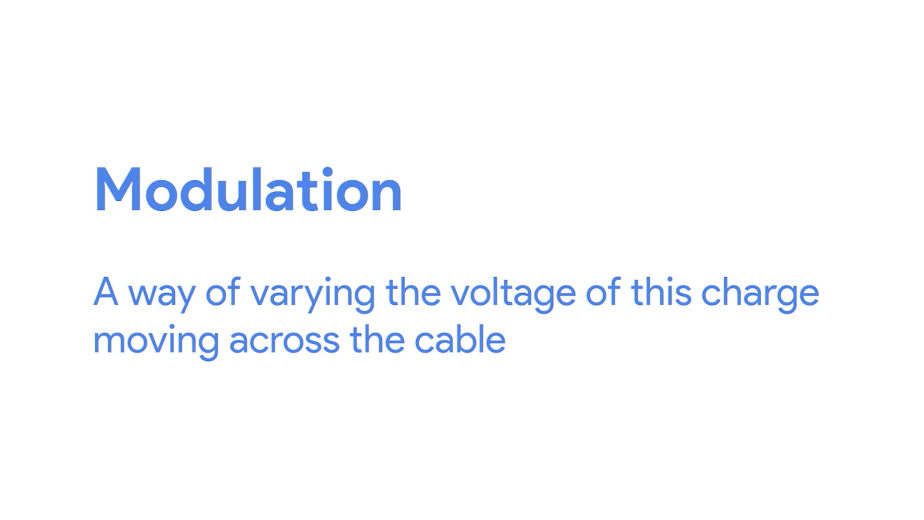 Modulation
A way of varying the voltage of this charge
moving across the cable